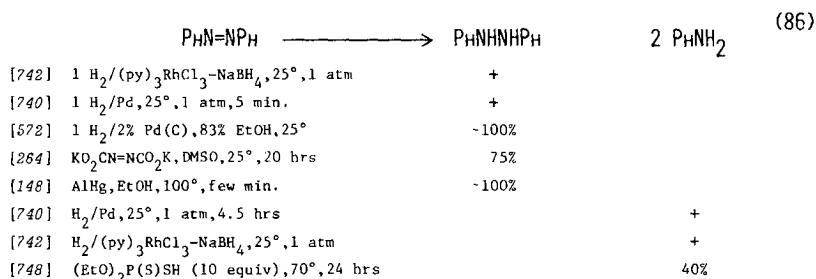 (86)
PHN=NPH ⟶ PHNHNHPH 2 PHNH2
[742] 1 H2/(py)3RhCl3-NaBH4,25°,1 atm +
[740] 1 H2/Pd,25°,1 atm,5 min. +
[572] 1 H2/2% Pd(C),83% EtOH,25° ~100%
[264] KO2CN=NCO2K,DMSO,25°,20 hrs 75%
[148] AlHg,EtOH,100°,few min. ~100%
[740] H2/Pd,25°,1 atm,4.5 hrs +
[742] H2/(py)3RhCl3-NaBH4,25°,1 atm +
[748] (EtO)2P(S)SH (10 equiv),70°,24 hrs 40%